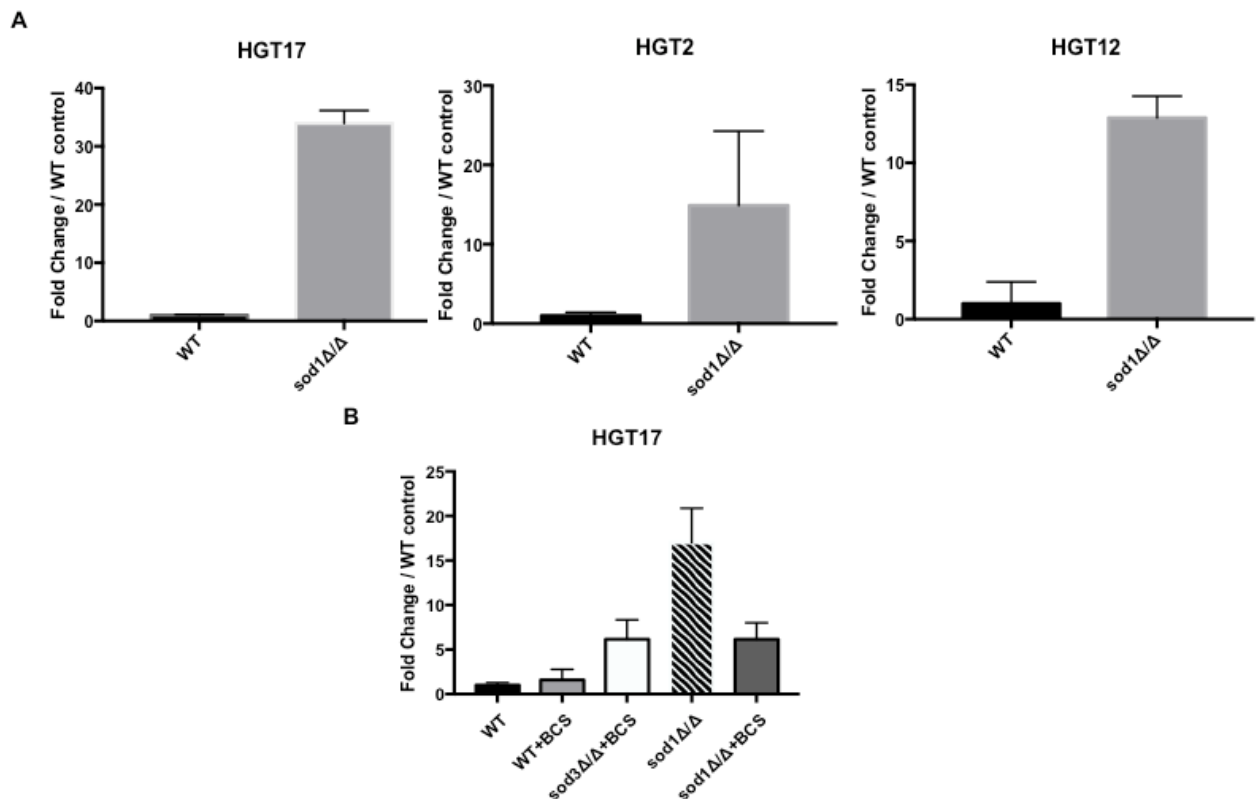 A
HGT17
Fold Change / WT control
40
30
20
10
0
WT
sod1Δ/Δ
HGT2
Fold Change / WT control
30
20
10
0
WT
sod1Δ/Δ
HGT12
Fold Change / WT control
15
10
5
0
WT
sod1Δ/Δ
B
HGT17
Fold Change / WT control
25
20
15
10
5
0
WT
WT+BCS
sod3Δ/Δ+BCS
sod1Δ/Δ
sod1Δ/Δ+BCS